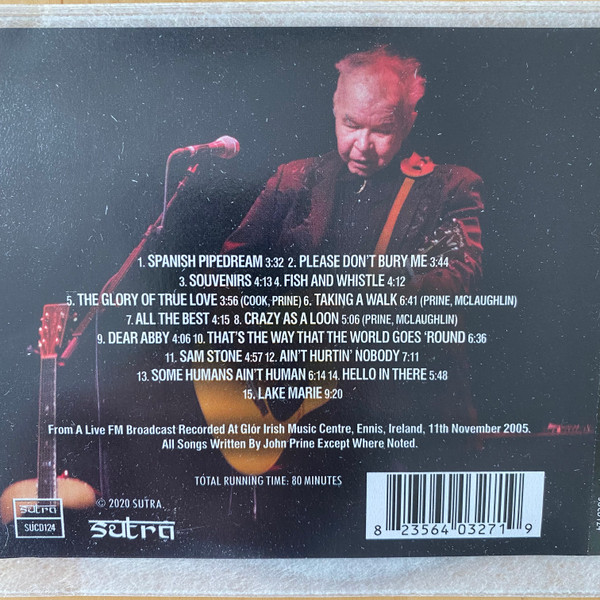 1. SPANISH PIPEDREAM 3:32 2. PLEASE DON'T BURY ME 3:44
3. SOUVENIRS 4:13 4. FISH AND WHISTLE 4:12
5. THE GLORY OF TRUE LOVE 3:56 (COOK, PRINE) 6. TAKING A WALK 6:41 (PRINE, MCLAUGHLIN)
7. ALL THE BEST 4:15 8. CRAZY AS A LOON 5:06 (PRINE, MCLAUGHLIN)
9. DEAR ABBY 4:06 10. THAT'S THE WAY THAT THE WORLD GOES 'ROUND 6:36
11. SAM STONE 4:57 12. AIN'T HURTIN' NOBODY 7:11
13. SOME HUMANS AIN'T HUMAN 6:14 14. HELLO IN THERE 5:48
15. LAKE MARIE 9:20
From A Live FM Broadcast Recorded At Glór Irish Music Centre, Ennis, Ireland, 11th November 2005.
All Songs Written By John Prine Except Where Noted.
TOTAL RUNNING TIME: 80 MINUTES
sutra
SUCD124
© 2020 SUTRA.
sutra
8 23564 03271 9